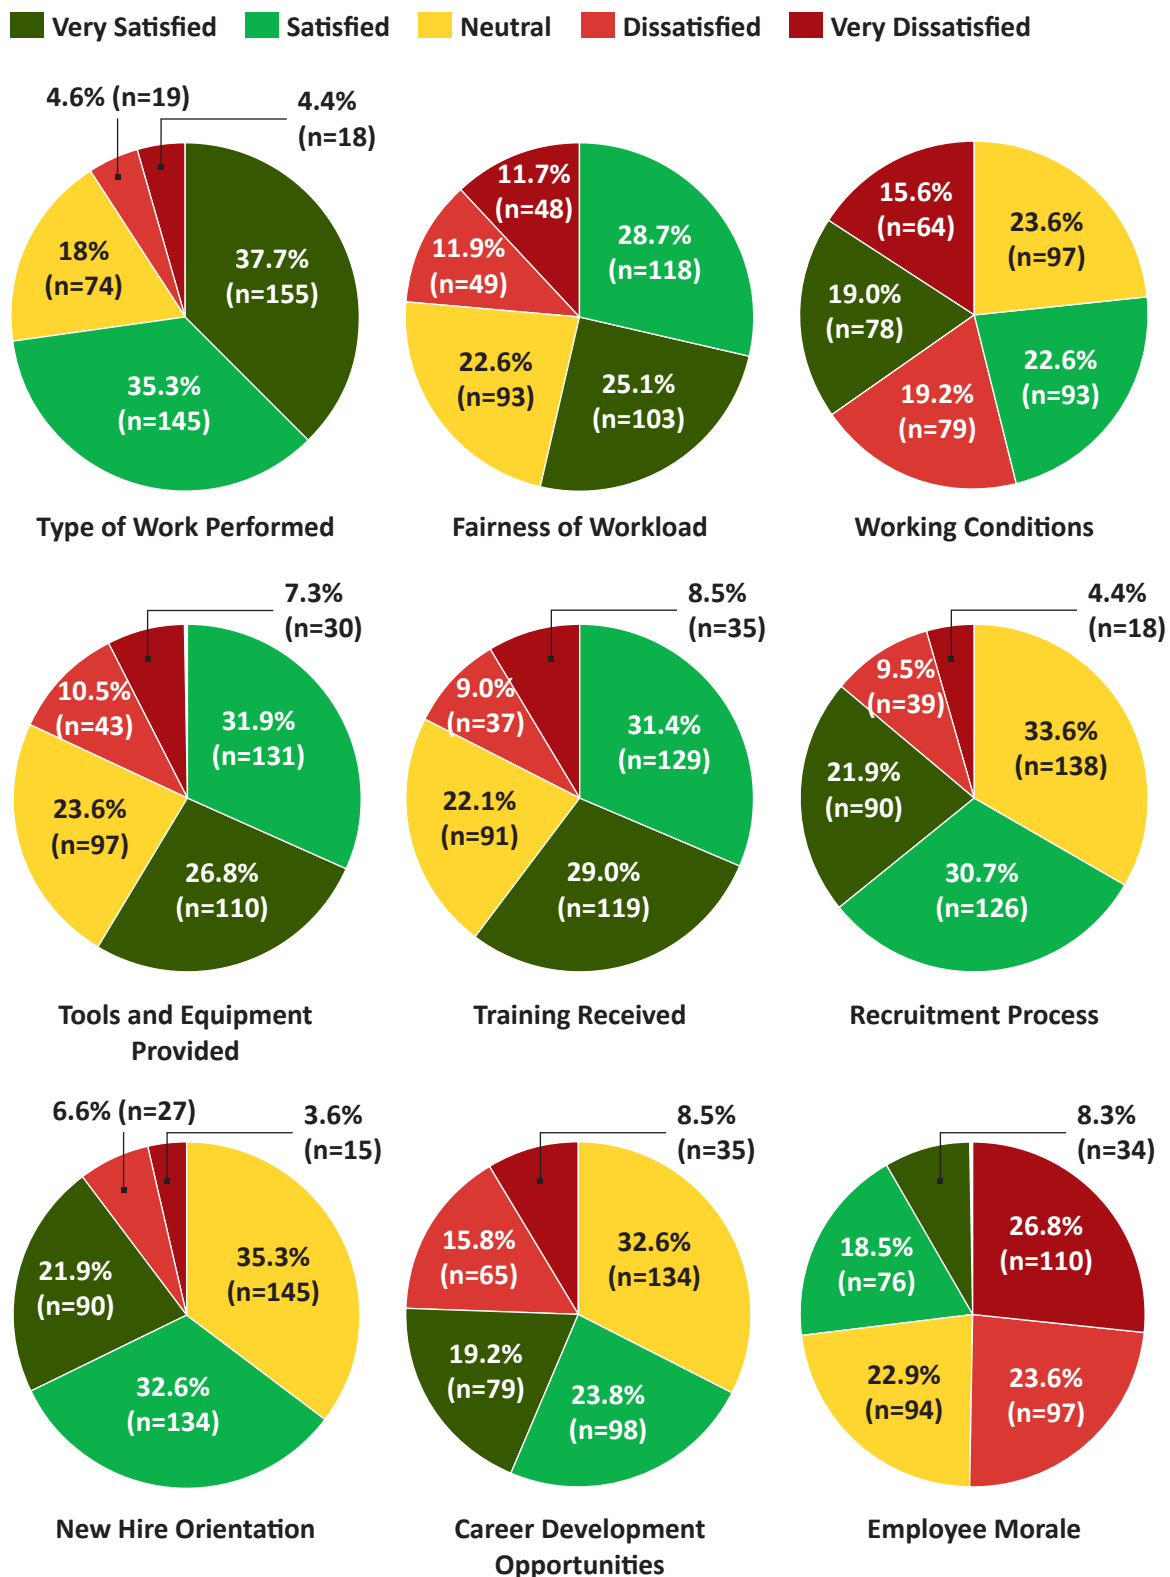 Very Satisfied Satisfied Neutral Dissatisfied Very Dissatisfied
4.6% (n=19)
4.4%
(n=18)
37.7%
(n=155)
18%
(n=74)
35.3%
(n=145)
Type of Work Performed
11.7%
(n=48)
28.7%
(n=118)
11.9%
(n=49)
22.6%
(n=93)
25.1%
(n=103)
Fairness of Workload
15.6%
(n=64)
23.6%
(n=97)
19.0%
(n=78)
22.6%
(n=93)
19.2%
(n=79)
Working Conditions
7.3%
(n=30)
10.5%
(n=43)
31.9%
(n=131)
23.6%
(n=97)
26.8%
(n=110)
Tools and Equipment
Provided
8.5%
(n=35)
9.0%
(n=37)
31.4%
(n=129)
22.1%
(n=91)
29.0%
(n=119)
Training Received
4.4%
(n=18)
9.5%
(n=39)
33.6%
(n=138)
21.9%
(n=90)
30.7%
(n=126)
Recruitment Process
6.6% (n=27)
3.6%
(n=15)
35.3%
(n=145)
21.9%
(n=90)
32.6%
(n=134)
New Hire Orientation
8.5%
(n=35)
15.8%
(n=65)
32.6%
(n=134)
19.2%
(n=79)
23.8%
(n=98)
Career Development
Opportunities
8.3%
(n=34)
18.5%
(n=76)
26.8%
(n=110)
22.9%
(n=94)
23.6%
(n=97)
Employee Morale